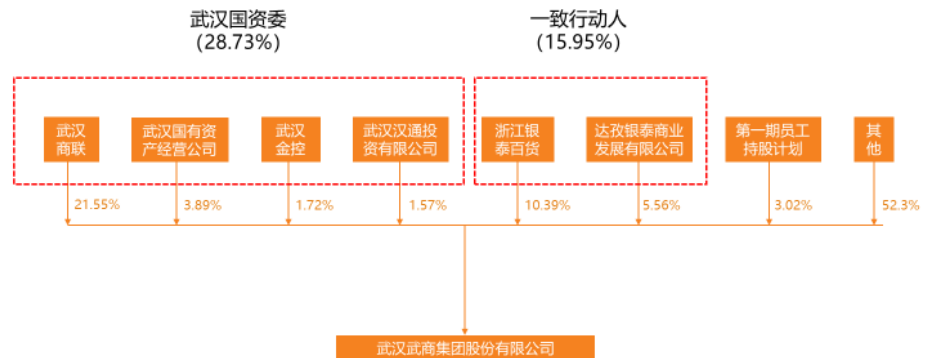 武汉国资委
(28.73%)
一致行动人
(15.95%)
武汉
商联
武汉国有资
产经营公司
武汉
金控
武汉汉通投
资有限公司
浙江银
泰百货
达孜银泰商业
发展有限公司
第一期员工
持股计划
其
他
21.55%
3.89%
1.72%
1.57%
10.39%
5.56%
3.02%
52.3%
武汉武商集团股份有限公司